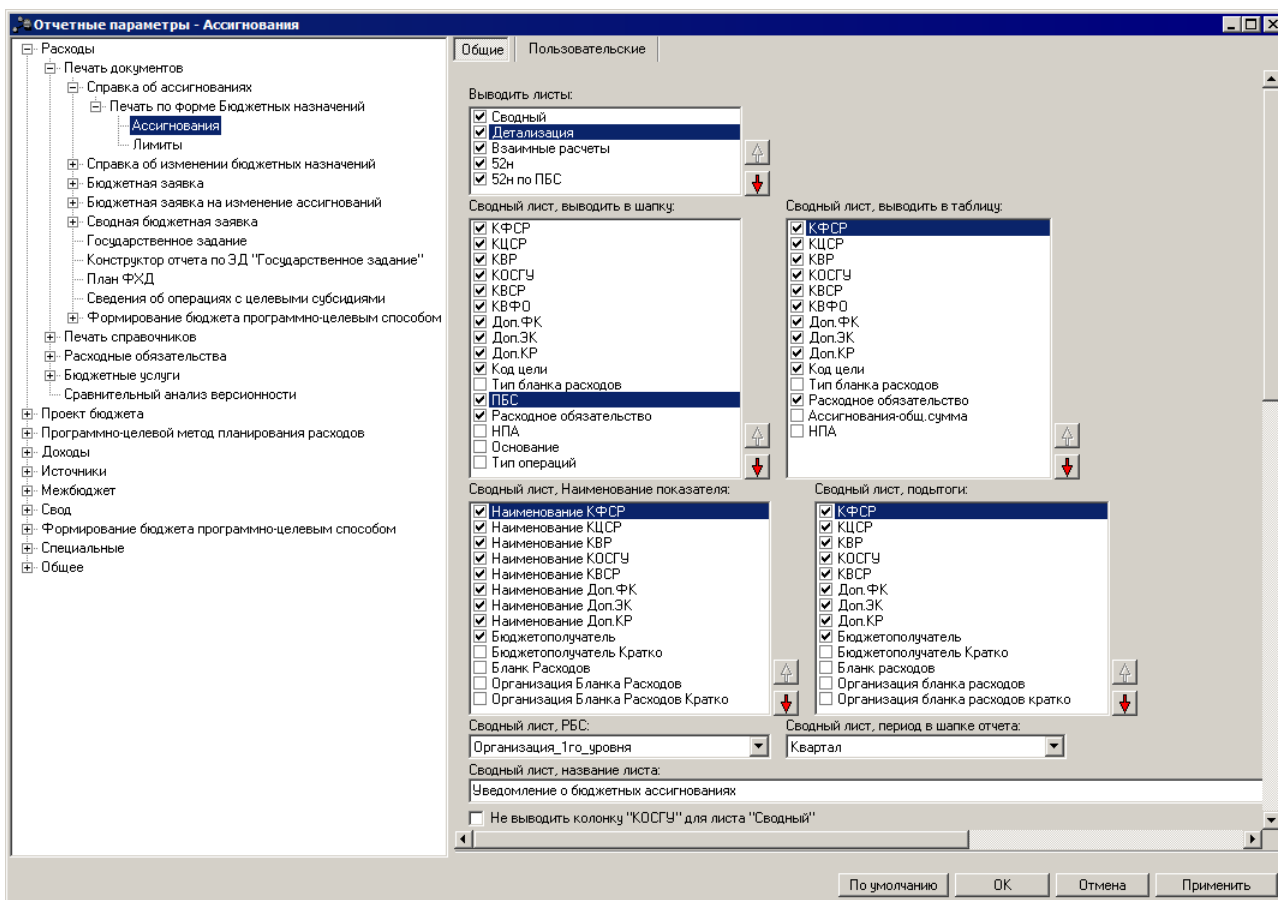 Отчетные параметры - Ассигнования
Расходы
Печать документов
Справка об ассигнованиях
Печать по форме Бюджетных назначений
Ассигнования
Лимиты
Справка об изменении бюджетных назначений
Бюджетная заявка
Бюджетная заявка на изменение ассигнований
Сводная бюджетная заявка
Государственное задание
Конструктор отчета по ЭД "Государственное задание"
План ФХД
Сведения об операциях с целевыми субсидиями
Формирование бюджета программно-целевым способом
Печать справочников
Расходные обязательства
Бюджетные услуги
Сравнительный анализ версионности
Проект бюджета
Программно-целевой метод планирования расходов
Доходы
Источники
Межбюджет
Свод
Формирование бюджета программно-целевым способом
Специальные
Общее
Общие Пользовательские
Выводить листы:
Сводный
Детализация
Взаимные расчеты
52н
52н по ПБС
Сводный лист, выводить в шапку:
КФСР
КЦСР
КВР
КОСГУ
КВСР
КВФО
Доп.ФК
Доп.ЭК
Доп.КР
Код цели
Тип бланка расходов
ПБС
Расходное обязательство
НПА
Основание
Тип операций
Сводный лист, выводить в таблицу:
КФСР
КЦСР
КВР
КОСГУ
КВСР
КВФО
Доп.ФК
Доп.ЭК
Доп.КР
Код цели
Тип бланка расходов
Расходное обязательство
Ассигнования-общ.сумма
НПА
Сводный лист, Наименование показателя:
Наименование КФСР
Наименование КЦСР
Наименование КВР
Наименование КОСГУ
Наименование КВСР
Наименование Доп.ФК
Наименование Доп.ЭК
Наименование Доп.КР
Бюджетополучатель
Бюджетополучатель Кратко
Бланк Расходов
Организация Бланка Расходов
Организация Бланка Расходов Кратко
Сводный лист, подытоги:
КФСР
КЦСР
КВР
КОСГУ
КВСР
Доп.ФК
Доп.ЭК
Доп.КР
Бюджетополучатель
Бюджетополучатель Кратко
Бланк расходов
Организация бланка расходов
Организация бланка расходов кратко
Сводный лист, РБС:
Организация_1го_уровня
Сводный лист, период в шапке отчета:
Квартал
Сводный лист, название листа:
Уведомление о бюджетных ассигнованиях
Не выводить колонку "КОСГУ" для листа "Сводный"
По умолчанию OK Отмена Применить